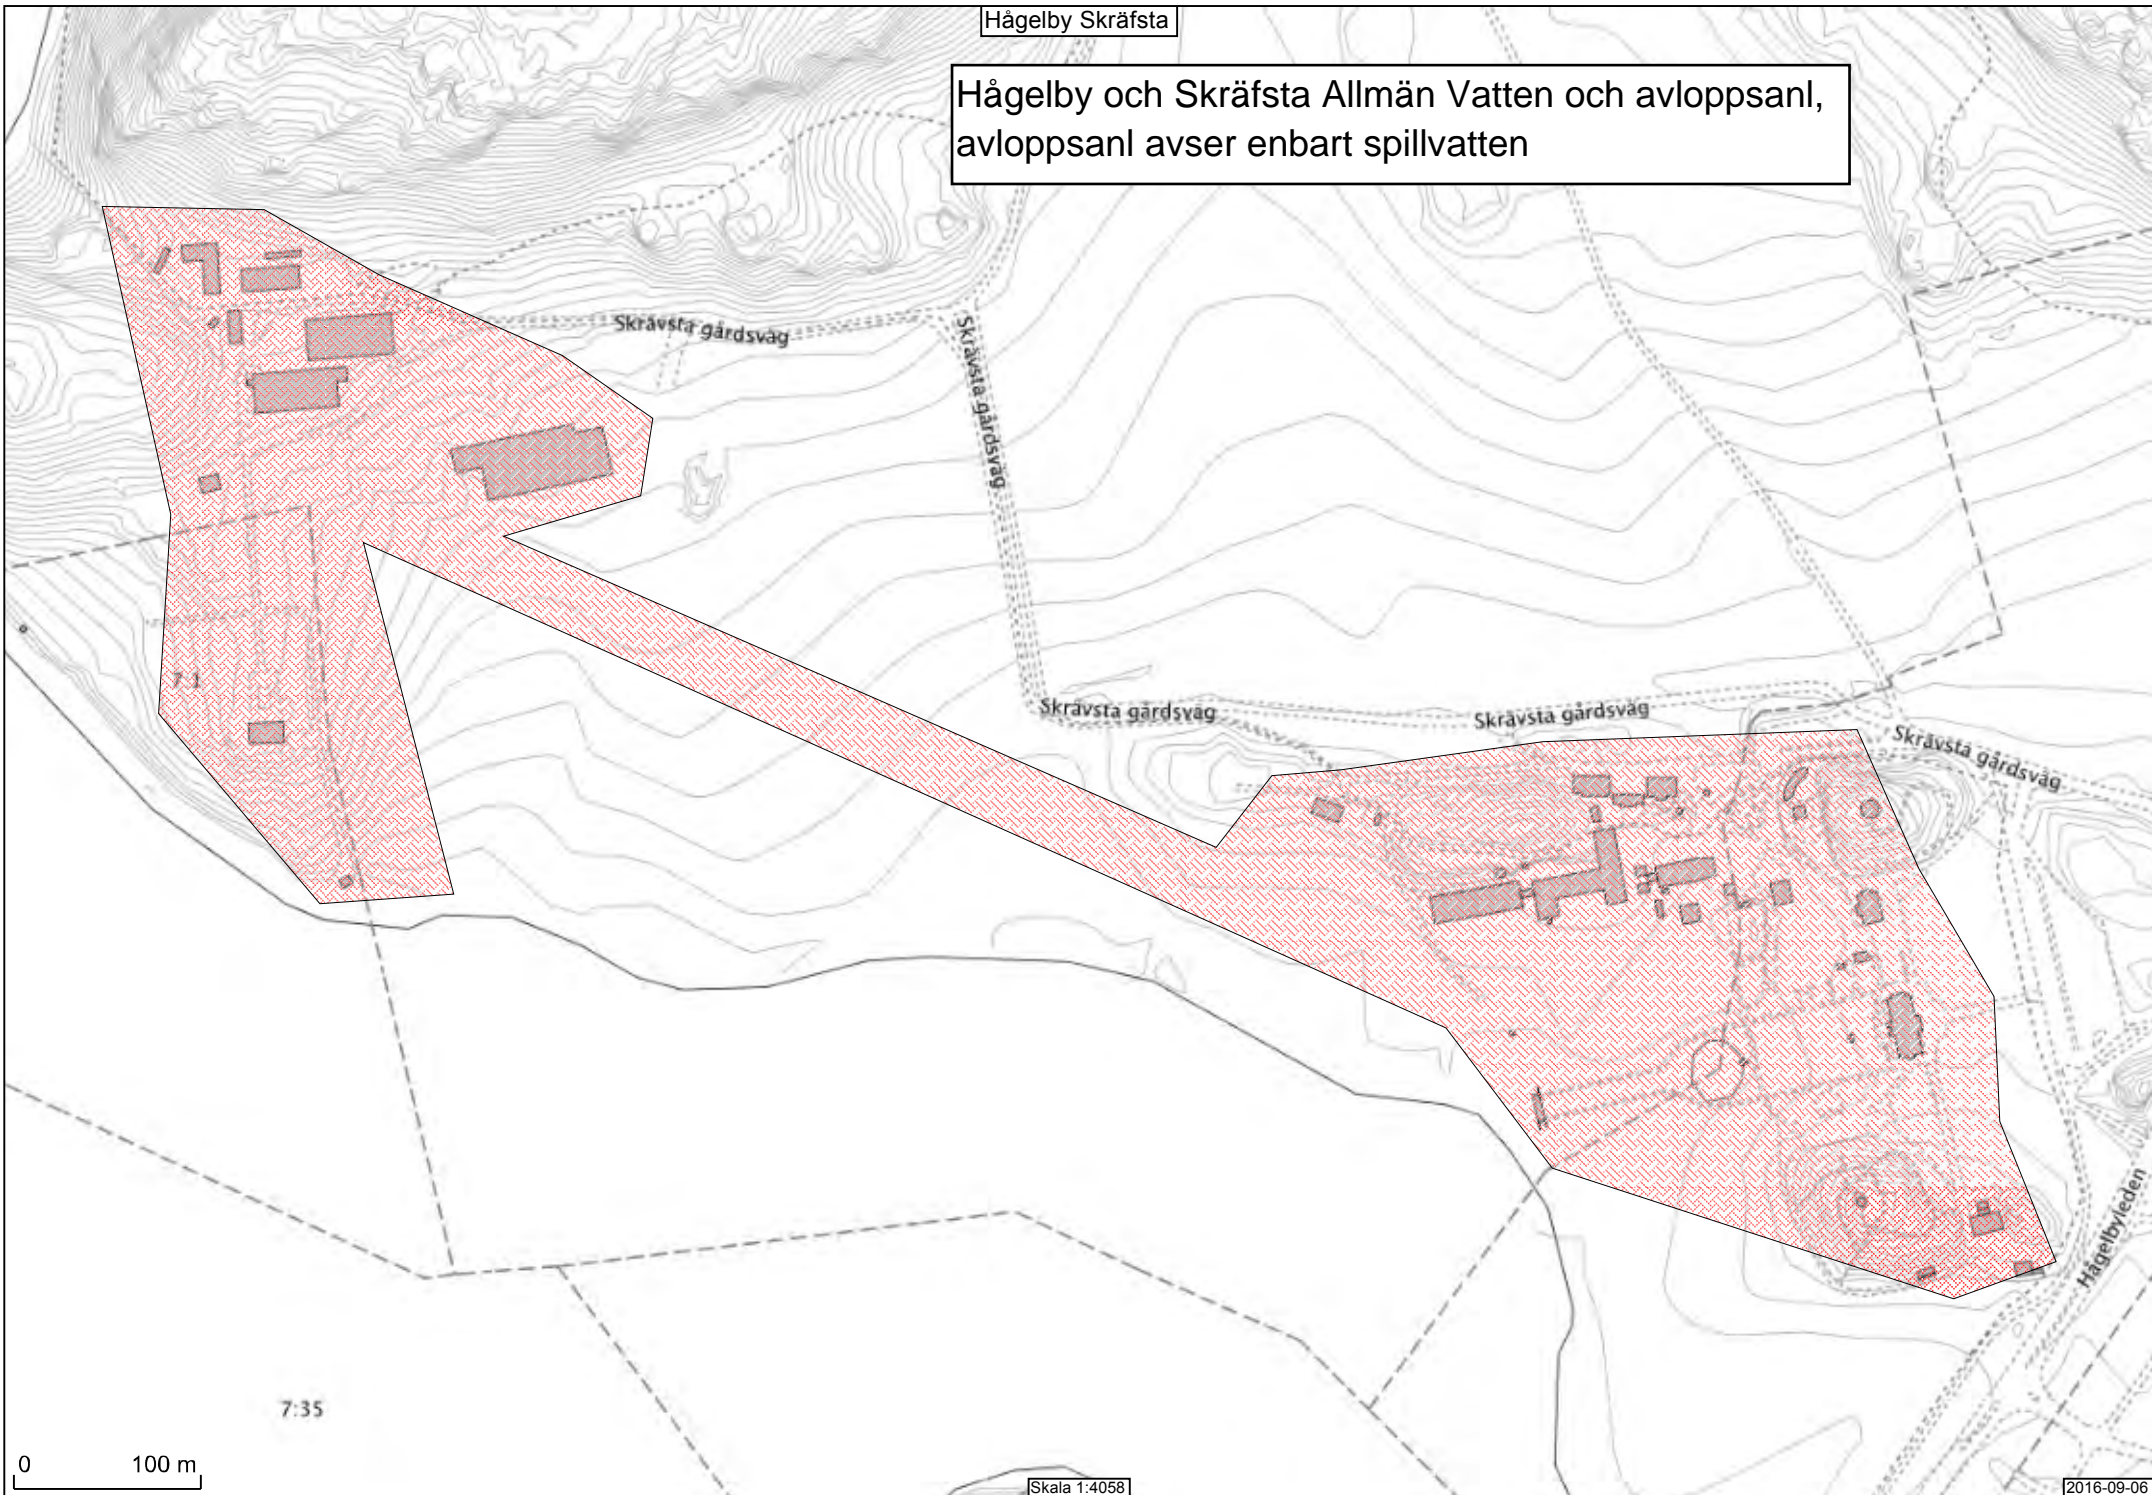 Hågelby Skräfsta
Hågelby och Skräfsta Allmän Vatten och avloppsanl,
avloppsanl avser enbart spillvatten
Skrävsta gårdsväg
Skrävsta gårdsväg
7:1
Skrävsta gårdsväg
Skrävsta gårdsväg
Skrävsta gårdsväg
Hågelbyleden
7:35
0 100 m
Skala 1:4058
2016-09-06